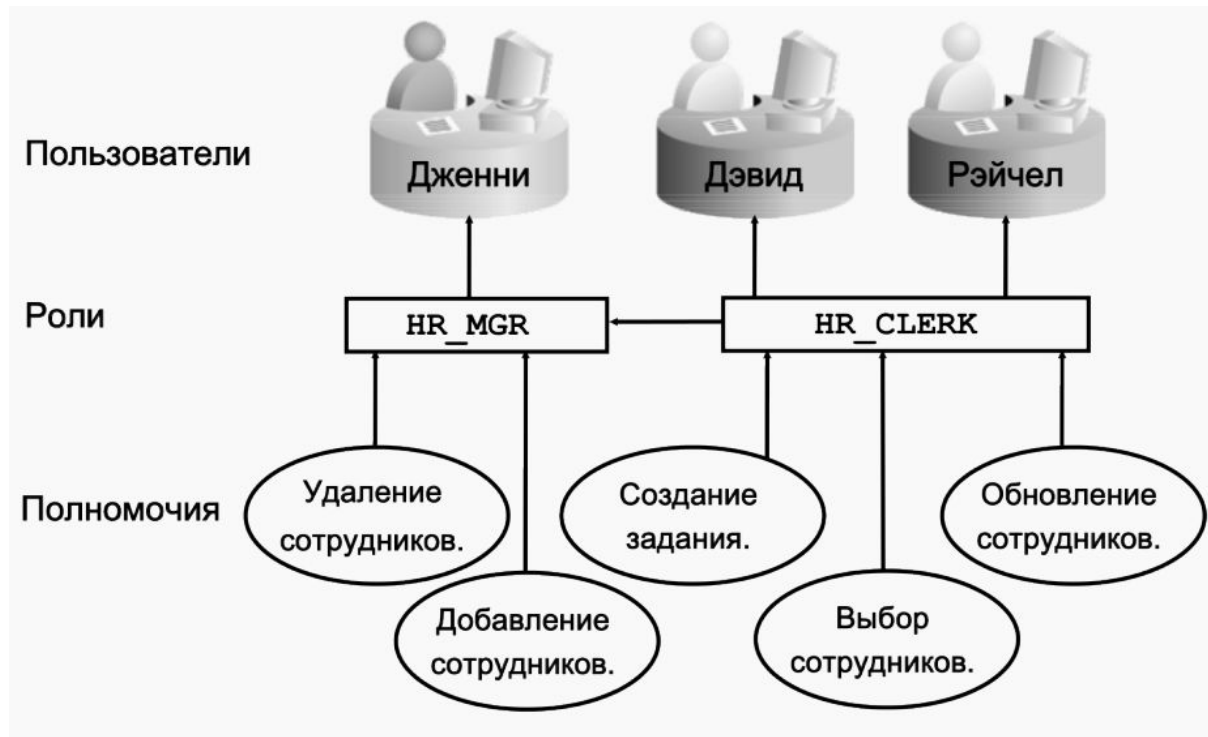 Пользователи
Дженни
Дэвид
Рэйчел
Роли
HR_MGR
HR_CLERK
Полномочия
Удаление
сотрудников.
Создание
задания.
Обновление
сотрудников.
Добавление
сотрудников.
Выбор
сотрудников.